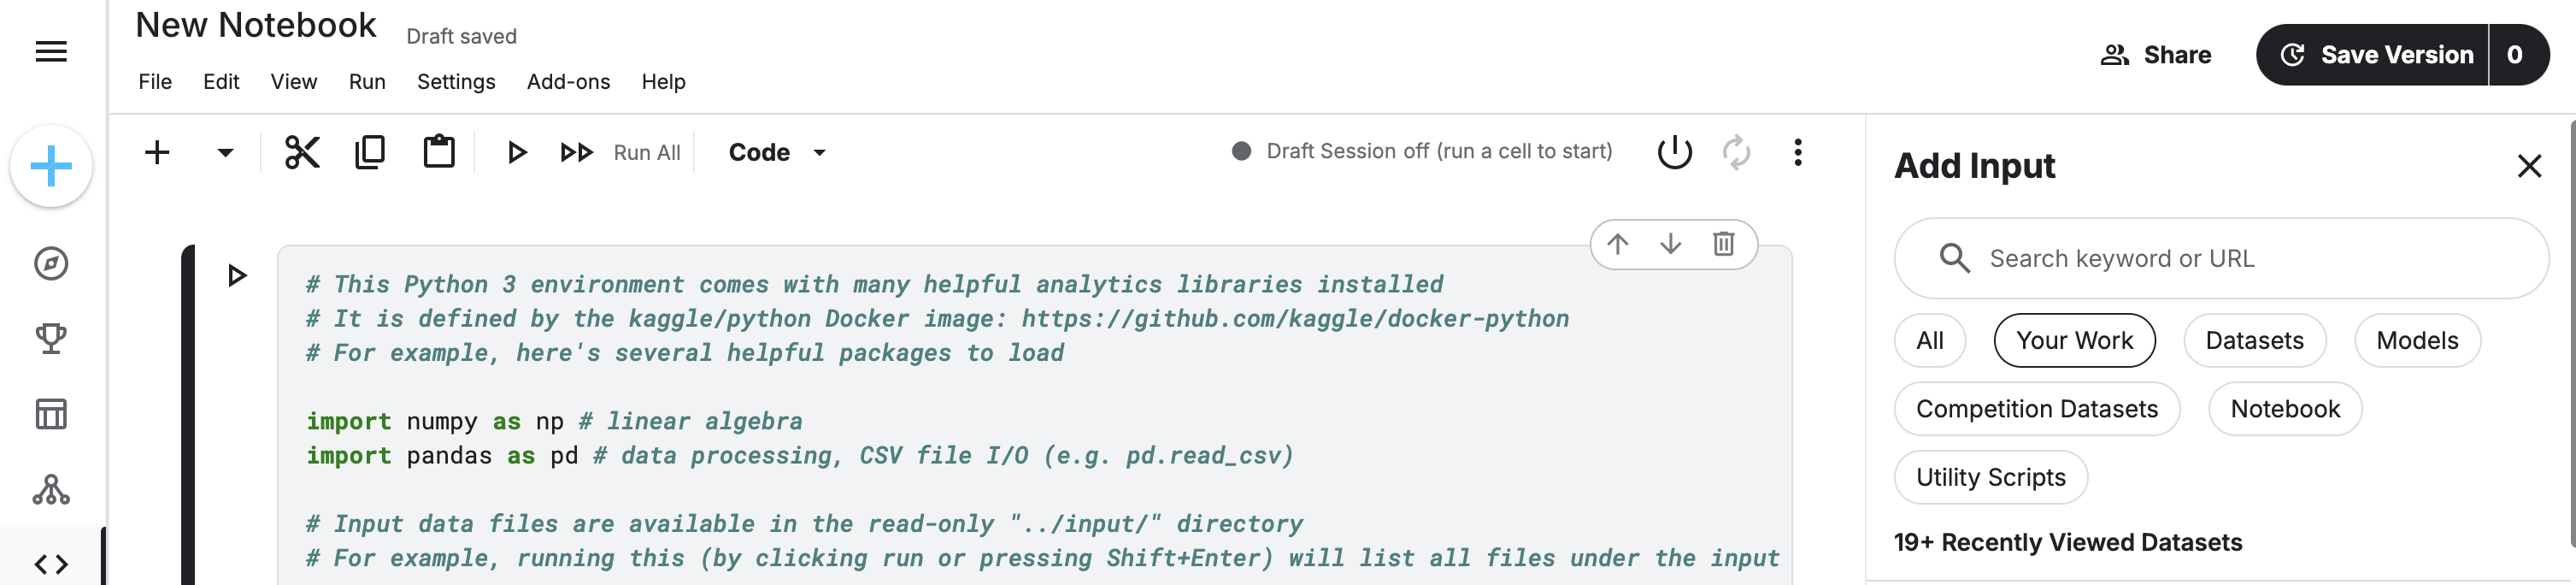 New Notebook
Draft saved
File Edit View Run Settings Add-ons Help
Share
Save Version 0
Run All
Code
Draft Session off (run a cell to start)
# This Python 3 environment comes with many helpful analytics libraries installed
# It is defined by the kaggle/python Docker image: https://github.com/kaggle/docker-python
# For example, here's several helpful packages to load
import numpy as np # linear algebra
import pandas as pd # data processing, CSV file I/O (e.g. pd.read_csv)
# Input data files are available in the read-only "../input/" directory
# For example, running this (by clicking run or pressing Shift+Enter) will list all files under the input
Add Input
Search keyword or URL
All Your Work Datasets Models
Competition Datasets Notebook
Utility Scripts
19+ Recently Viewed Datasets